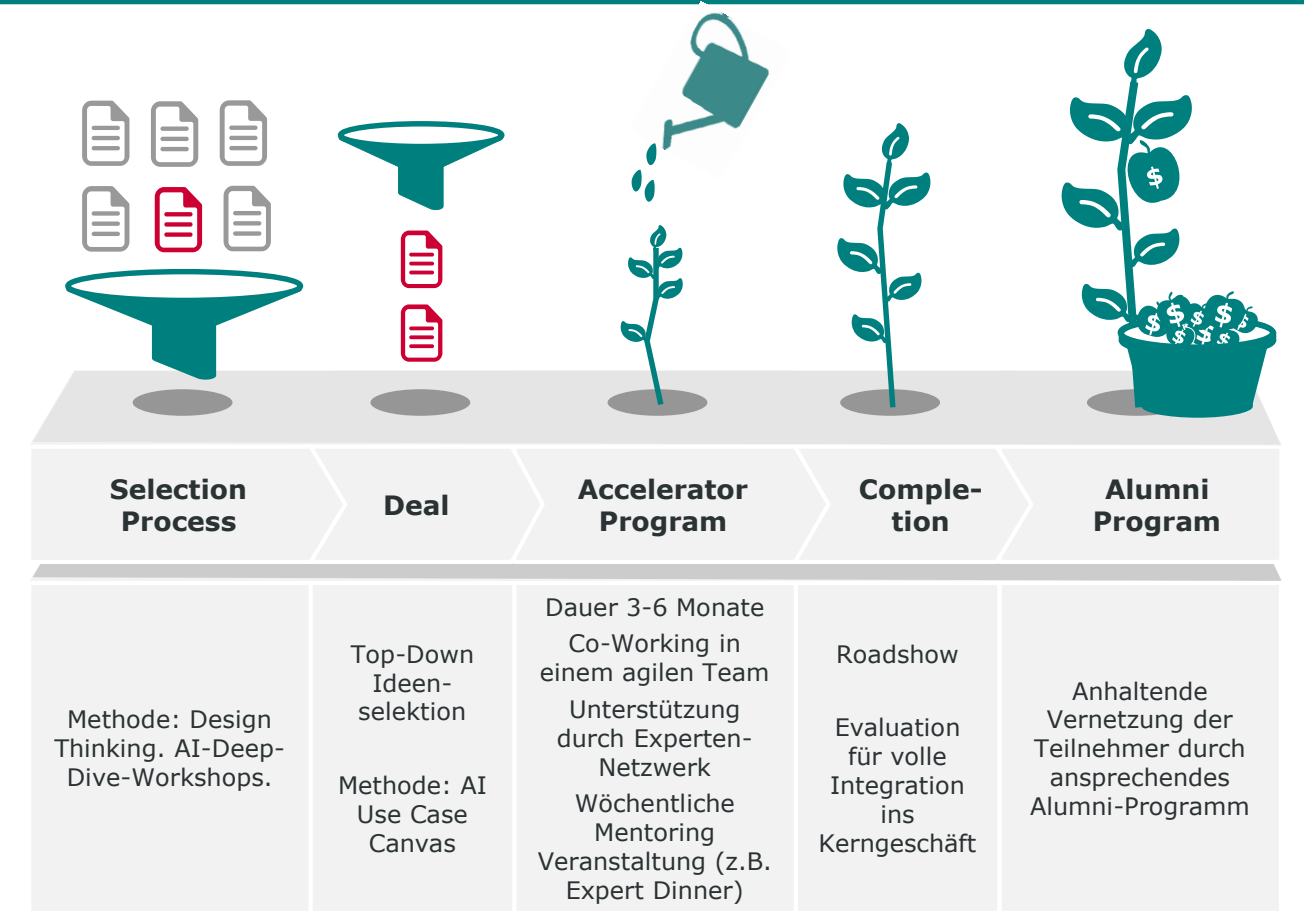 $
$ $ $ $ $
$ $ $
Selection
Process
Deal
Accelerator
Program
Comple-
tion
Alumni
Program
Methode: Design
Thinking. AI-Deep-
Dive-Workshops.
Top-Down
Ideen-
selektion
Methode: AI
Use Case
Canvas
Dauer 3-6 Monate
Co-Working in
einem agilen Team
Unterstützung
durch Experten-
Netzwerk
Wöchentliche
Mentoring
Veranstaltung (z.B.
Expert Dinner)
Roadshow
Evaluation
für volle
Integration
ins
Kerngeschäft
Anhaltende
Vernetzung der
Teilnehmer durch
ansprechendes
Alumni-Programm